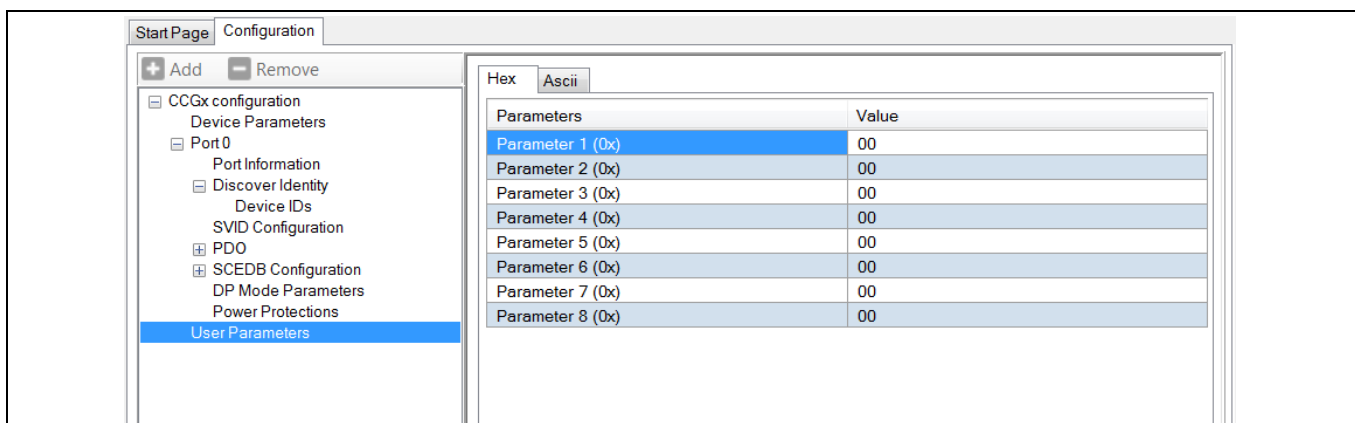 Start Page Configuration
Add Remove
CCGx configuration
Device Parameters
Port 0
Port Information
Discover Identity
Device IDs
SVID Configuration
PDO
SCEDB Configuration
DP Mode Parameters
Power Protections
User Parameters
Hex Ascii
Parameters Value
Parameter 1 (0x) 00
Parameter 2 (0x) 00
Parameter 3 (0x) 00
Parameter 4 (0x) 00
Parameter 5 (0x) 00
Parameter 6 (0x) 00
Parameter 7 (0x) 00
Parameter 8 (0x) 00